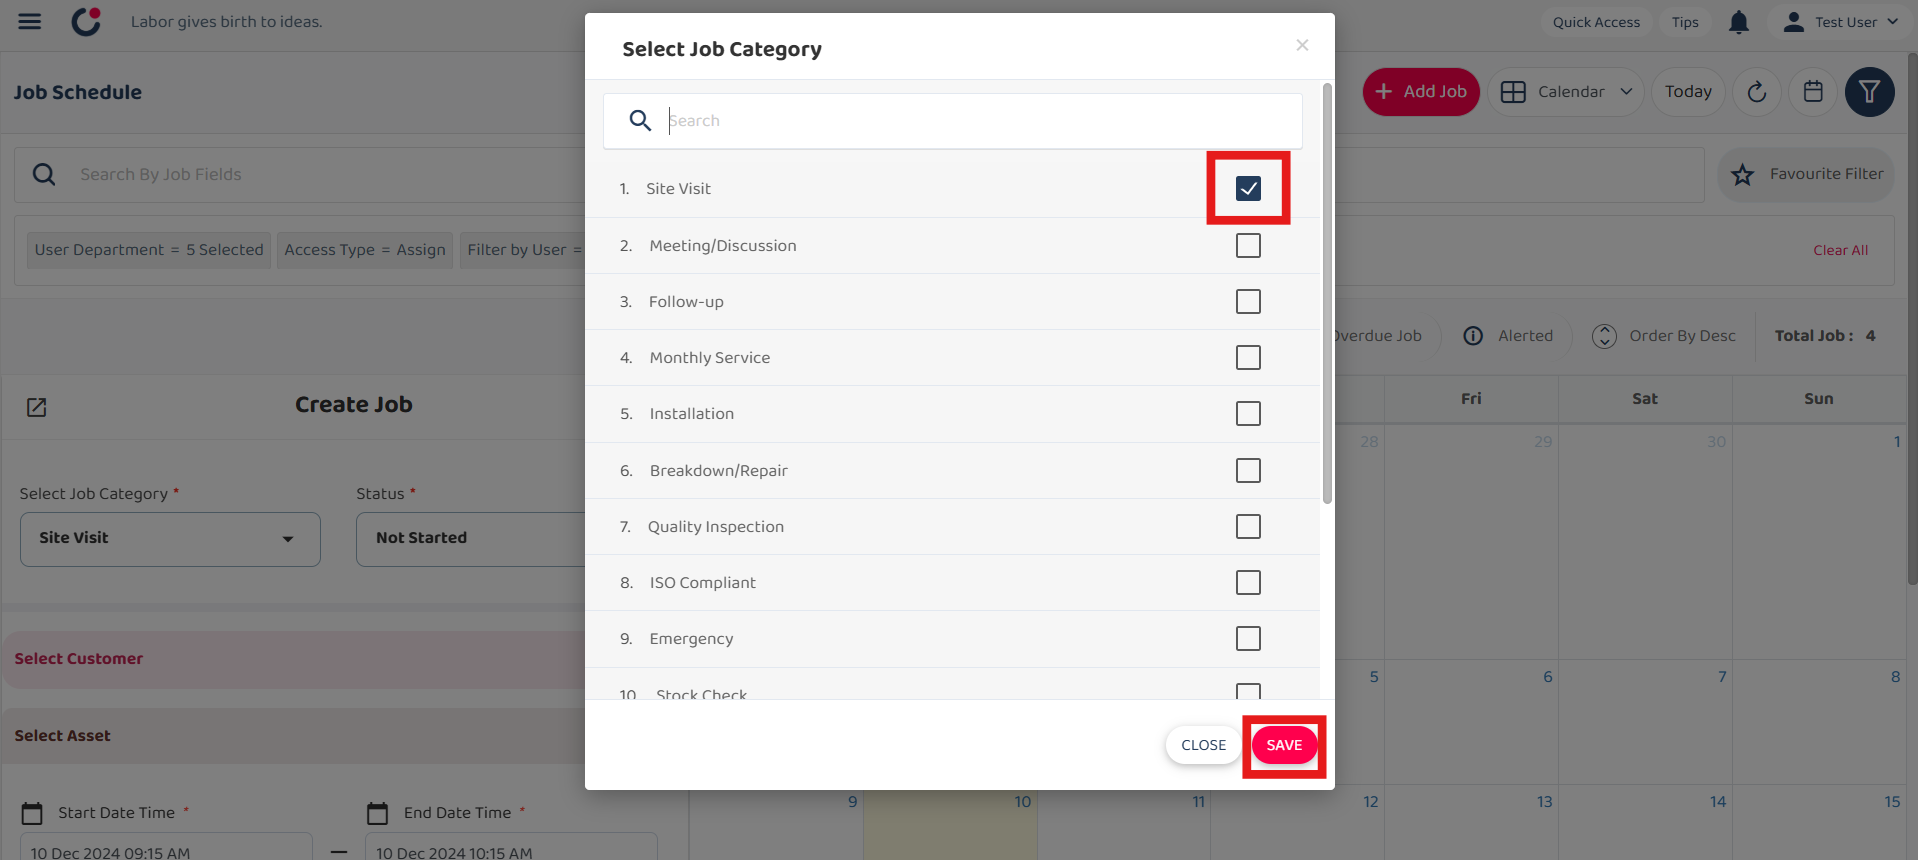 Labor gives birth to ideas.
Quick Access
Tips
Test User
Job Schedule
Add Job
Calendar
Today
Search By Job Fields
Favourite Filter
User Department = 5 Selected
Access Type = Assign
Filter by User =
Clear All
Overdue Job
Alerted
Order By Desc
Total Job : 4
Create Job
Select Job Category *
Status *
Site Visit
Not Started
Select Customer
Select Asset
Start Date Time *
End Date Time *
10 Dec 2024 09:15 AM
10 Dec 2024 10:15 AM
Select Job Category
×
Search
1. Site Visit
2. Meeting/Discussion
3. Follow-up
4. Monthly Service
5. Installation
6. Breakdown/Repair
7. Quality Inspection
8. ISO Compliant
9. Emergency
10. Stock Check
CLOSE
SAVE
Fri Sat Sun
28 29 30 1
5 6 7 8
9 10 11 12 13 14 15